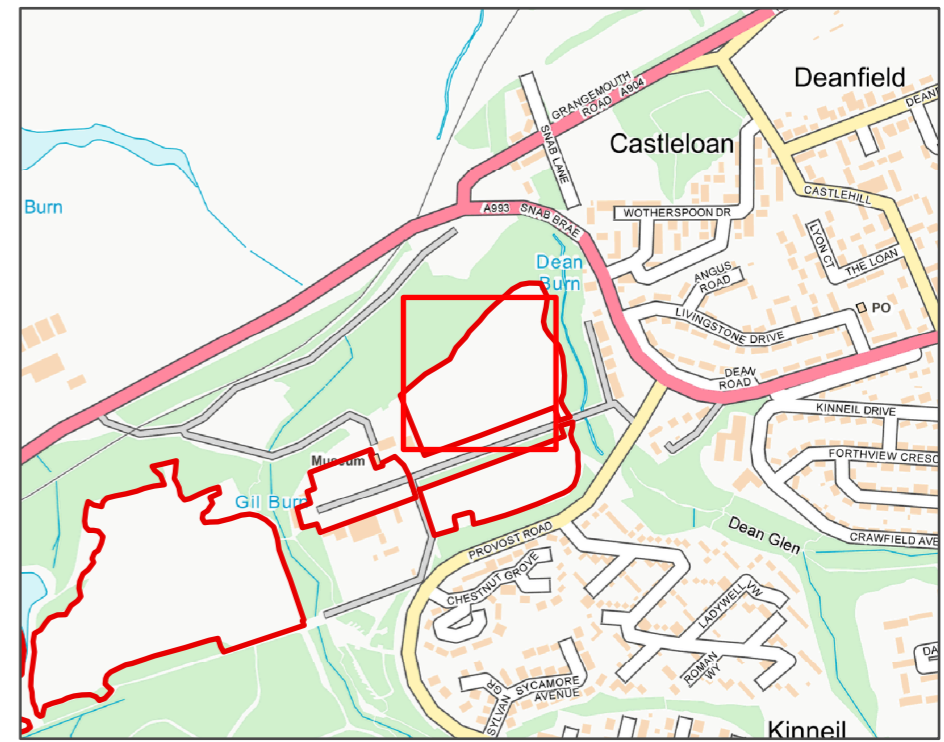 Deanfield
GRANGEMOUTH
ROAD A904
DEAN
SNAB LANE
Castleloan
CASTLEHILL
Burn
A993
SNAB BRAE
WOTHERSPOON DR
LYON CT
THE LOAN
Dean
Burn
ANGUS
ROAD
PO
LIVINGSTONE DRIVE
DEAN
ROAD
KINNEIL DRIVE
Museum
FORTHVIEW CRESC
Gil Burn
Dean Glen
CRAWFIELD AVE
PROVOST ROAD
CHESTNUT GROVE
LADYWELL VW
ROMAN
WY
SYCAMORE
AVENUE
SYLVAN GR
DA
Kinneil